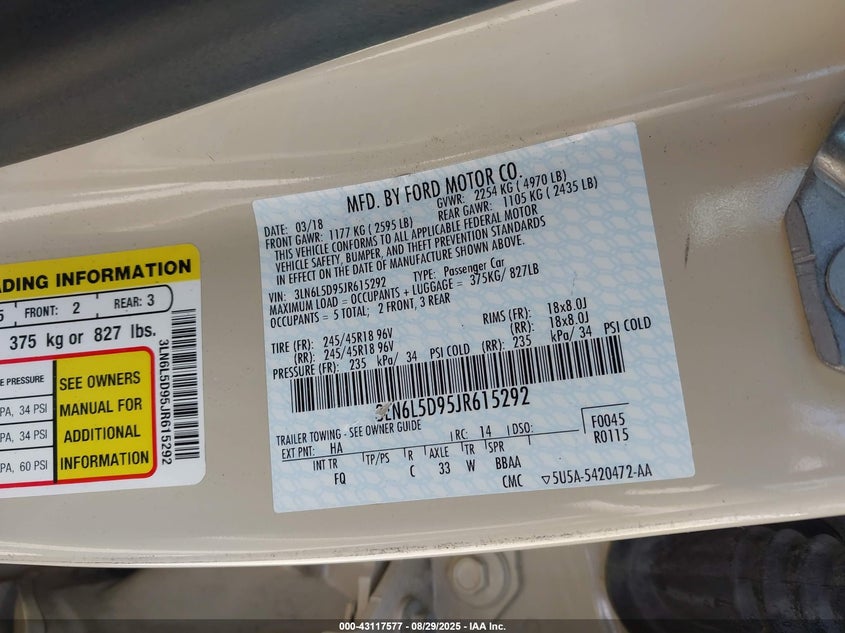 MFD. BY FORD MOTOR CO.
DATE: 03/18 GVWR: 2254 KG ( 4970 LB)
FRONT GAWR: 1177 KG ( 2595 LB) REAR GAWR: 1105 KG ( 2435 LB)
THIS VEHICLE CONFORMS TO ALL APPLICABLE FEDERAL MOTOR
VEHICLE SAFETY, BUMPER, AND THEFT PREVENTION STANDARDS
IN EFFECT ON THE DATE OF MANUFACTURE SHOWN ABOVE.
VIN: 3LN6L5D95JR615292 TYPE: Passenger Car
MAXIMUM LOAD = OCCUPANTS + LUGGAGE = 375KG/ 827LB
OCCUPANTS = 5 TOTAL; 2 FRONT, 3 REAR
TIRE (FR): 245/45R18 96V RIMS (FR): 18x8.0J
(RR): 245/45R18 96V (RR): 18x8.0J
PRESSURE (FR): 235 kPa/ 34 PSI COLD (RR): 235 kPa/ 34 PSI COLD
3LN6L5D95JR615292
TRAILER TOWING - SEE OWNER GUIDE
EXT PNT: HA RC: 14 DSO: F0045
R0115
INT TR TP/PS R AXLE TR SPR
FQ C 33 W BBAA
CMC ▽5U5A-5420472-AA
ADING INFORMATION
5 FRONT: 2 REAR: 3
375 kg or 827 lbs.
E PRESSURE
PA, 34 PSI
PA, 34 PSI
PA, 60 PSI
SEE OWNERS
MANUAL FOR
ADDITIONAL
INFORMATION
3LN6L5D95JR615292
000-43117577 - 08/29/2025 - IAA Inc.